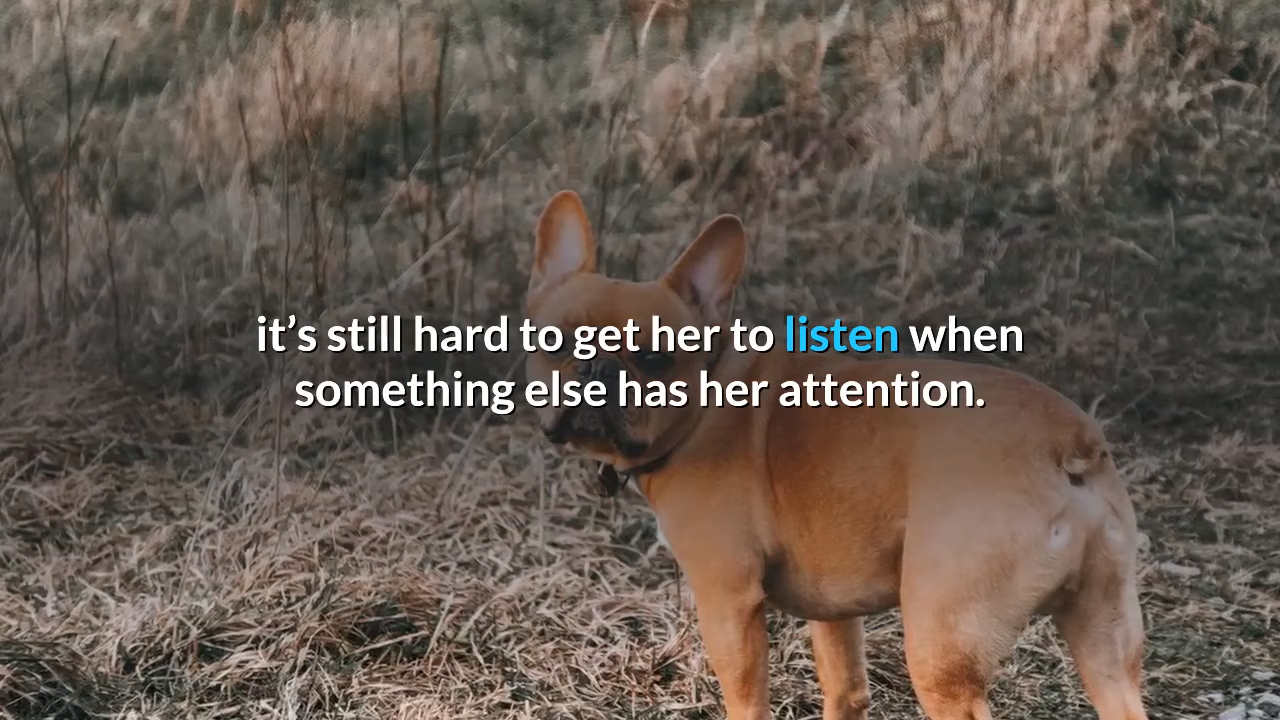 it’s still hard to get her to listen when
something else has her attention.